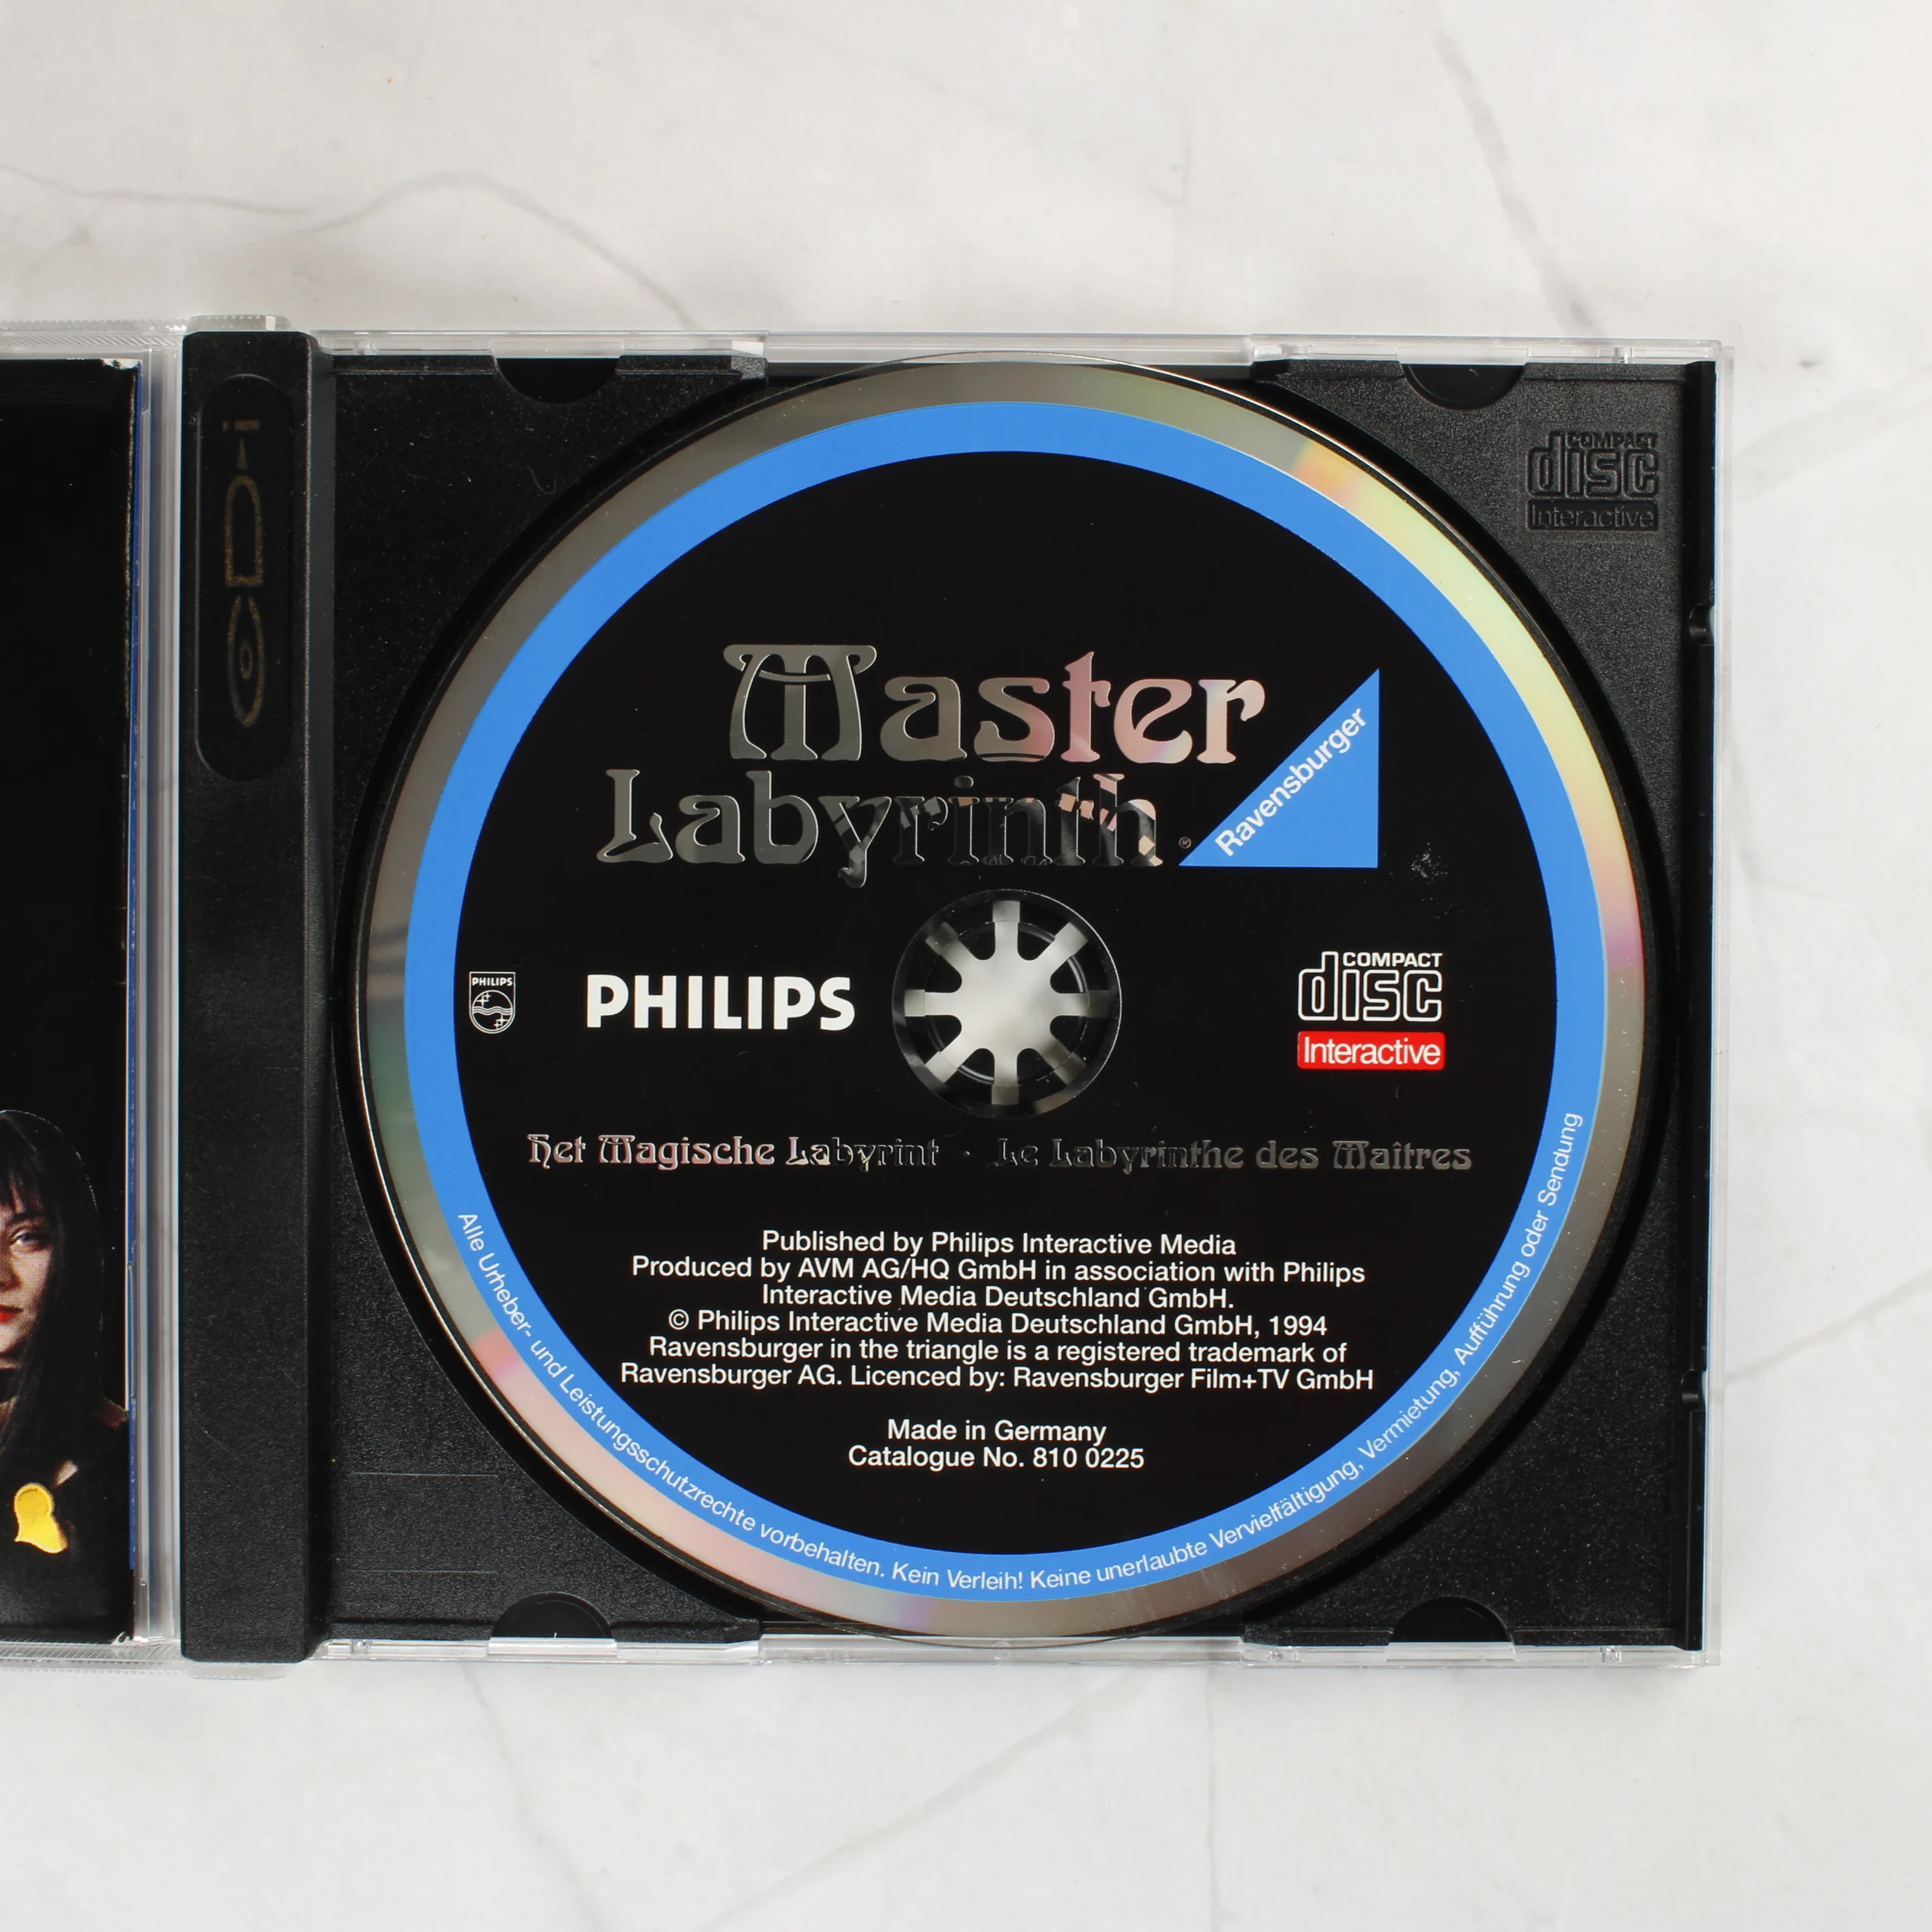 CD-i
COMPACT
disc
Interactive
Master
Labyrinth
®
Ravensburger
PHILIPS
PHILIPS
COMPACT
disc
Interactive
Het Magische Labyrint · Le Labyrinthe des Maîtres
Published by Philips Interactive Media
Produced by AVM AG/HQ GmbH in association with Philips
Interactive Media Deutschland GmbH.
© Philips Interactive Media Deutschland GmbH, 1994
Ravensburger in the triangle is a registered trademark of
Ravensburger AG. Licenced by: Ravensburger Film+TV GmbH
Made in Germany
Catalogue No. 810 0225
Alle Urheber- und Leistungsschutzrechte vorbehalten. Kein Verleih! Keine unerlaubte Vervielfältigung, Vermietung, Aufführung oder Sendung